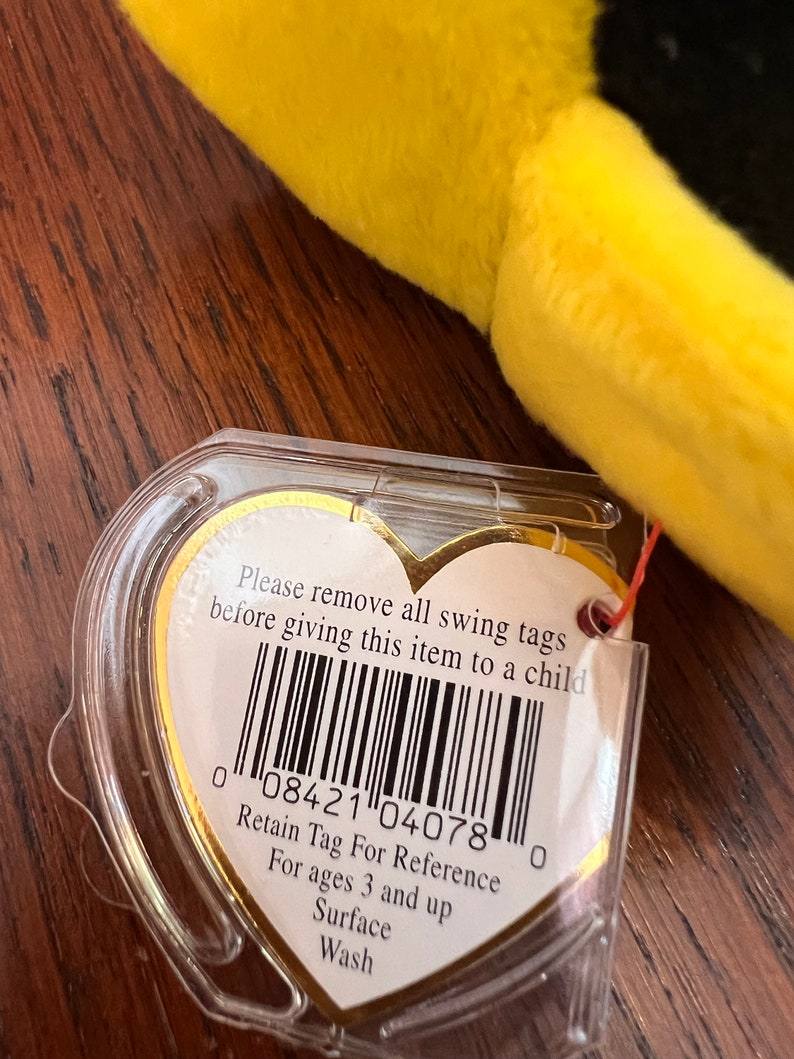 Please remove all swing tags
before giving this item to a child
0 08421 04078 0
Retain Tag For Reference
For ages 3 and up
Surface
Wash